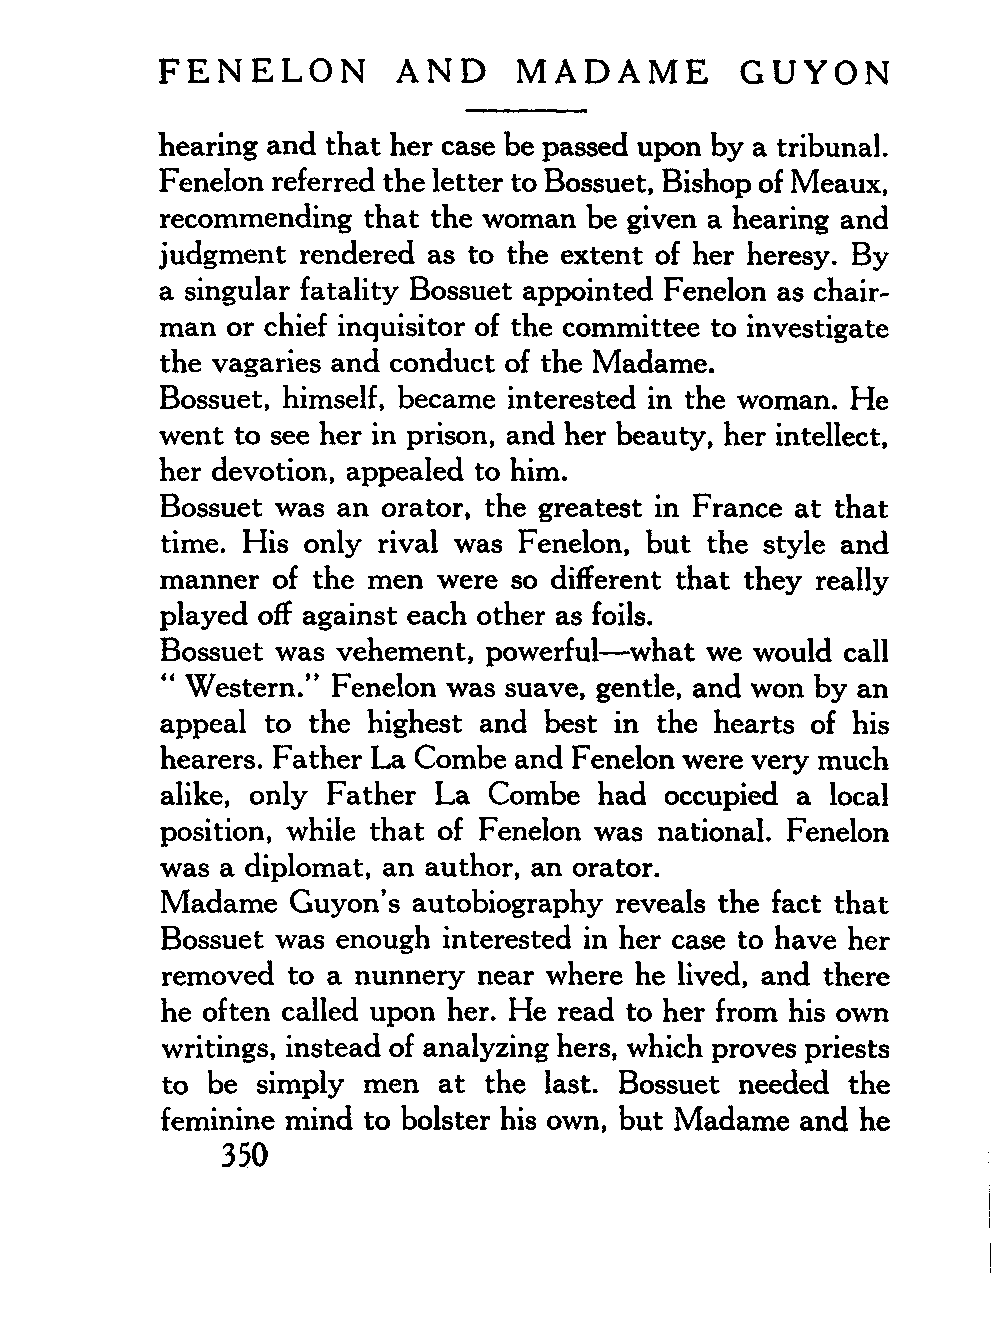 FENELON AND MADAME GUYON
hearing and that her case be passed upon by a tribunal.
Fenelon referred the letter to Bossuet, Bishop of Meaux,
recommending that the woman be given a hearing and
judgment rendered as to the extent of her heresy. By
a singular fatality Bossuet appointed Fenelon as chair-
man or chief inquisitor of the committee to investigate
the vagaries and conduct of the Madame.
Bossuet, himself, became interested in the woman. He
went to see her in prison, and her beauty, her intellect,
her devotion, appealed to him.
Bossuet was an orator, the greatest in France at that
time. His only rival was Fenelon, but the style and
manner of the men were so different that they really
played off against each other as foils.
Bossuet was vehement, powerful—what we would call
“ Western.” Fenelon was suave, gentle, and won by an
appeal to the highest and best in the hearts of his
hearers. Father La Combe and Fenelon were very much
alike, only Father La Combe had occupied a local
position, while that of Fenelon was national. Fenelon
was a diplomat, an author, an orator.
Madame Guyon's autobiography reveals the fact that
Bossuet was enough interested in her case to have her
removed to a nunnery near where he lived, and there
he often called upon her. He read to her from his own
writings, instead of analyzing hers, which proves priests
to be simply men at the last. Bossuet needed the
feminine mind to bolster his own, but Madame and he
350